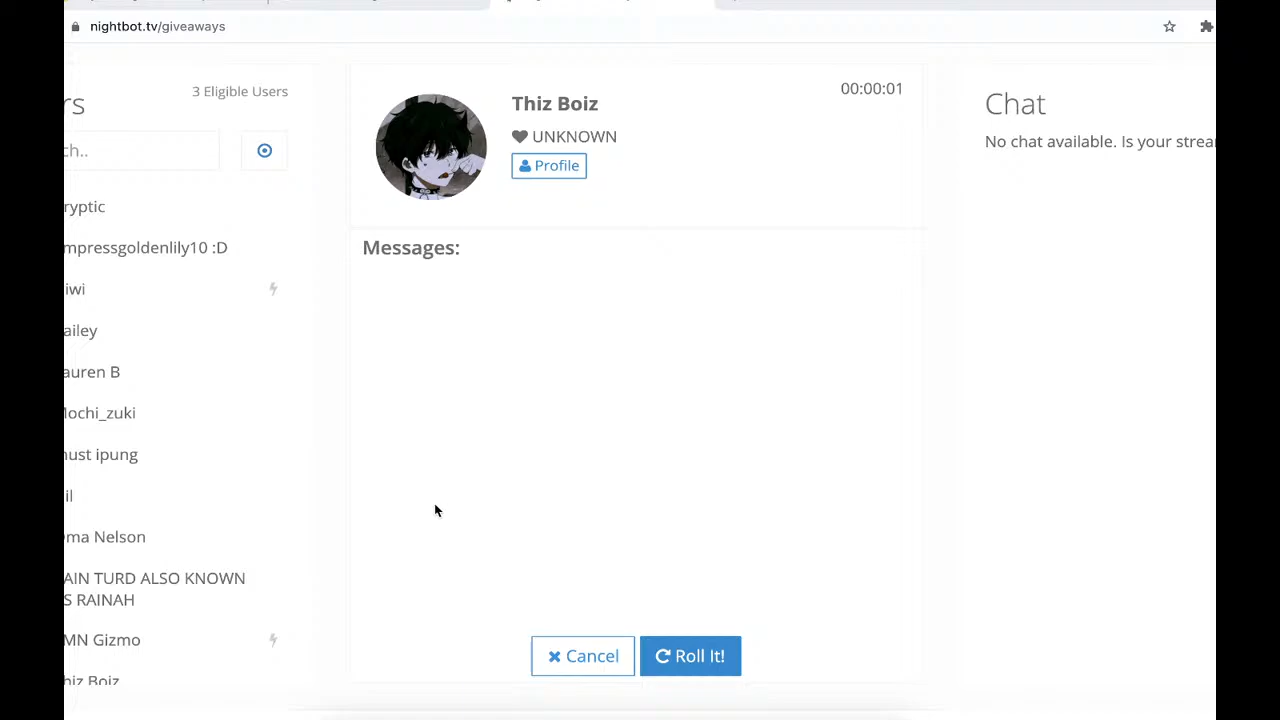 nightbot.tv/giveaways
rs
3 Eligible Users
ch..
ryptic
mpressgoldenlily10 :D
iwi
ailey
auren B
Mochi_zuki
nust ipung
il
Oma Nelson
AIN TURD ALSO KNOWN
S RAINAH
MN Gizmo
hiz Boiz
Thiz Boiz
UNKNOWN
Profile
00:00:01
Messages:
Cancel
Roll It!
Chat
No chat available. Is your strea